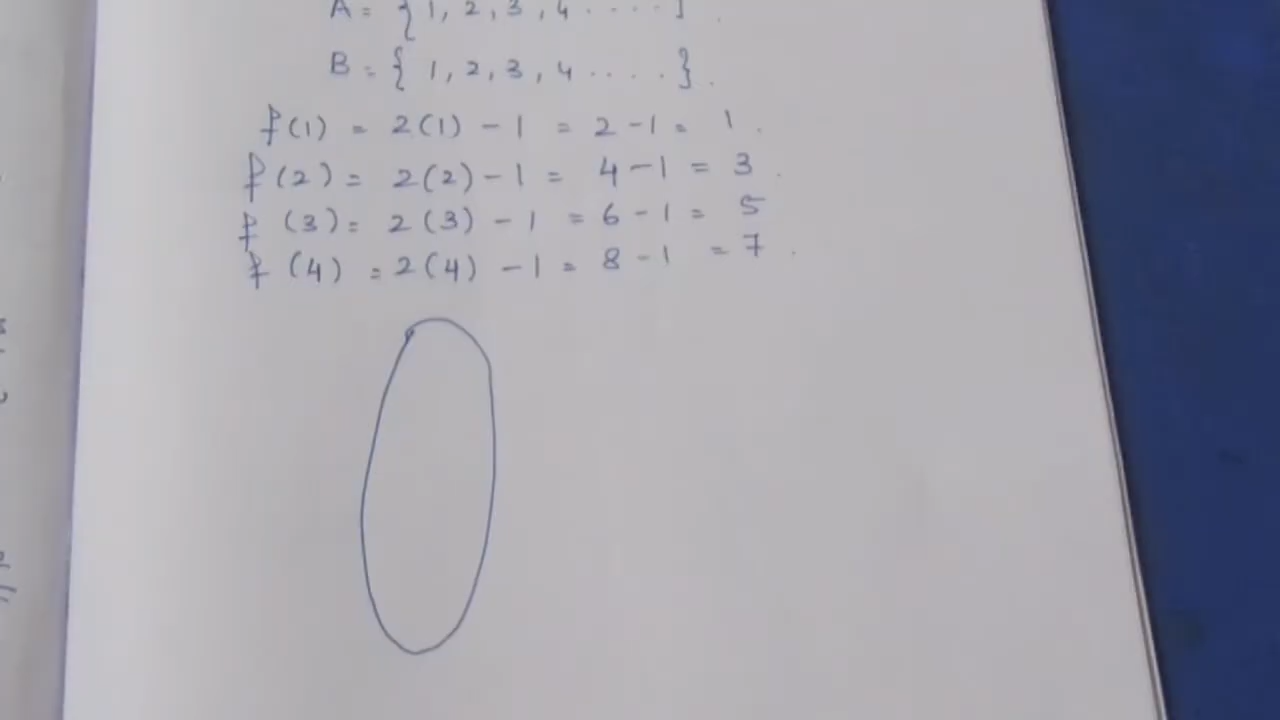 A = { 1, 2, 3, 4 . . . . . }
B = { 1, 2, 3, 4 . . . . . } .
f(1) = 2(1) - 1 = 2 - 1 = 1 .
f(2) = 2(2) - 1 = 4 - 1 = 3 .
f(3) = 2(3) - 1 = 6 - 1 = 5
f(4) = 2(4) - 1 = 8 - 1 = 7 .